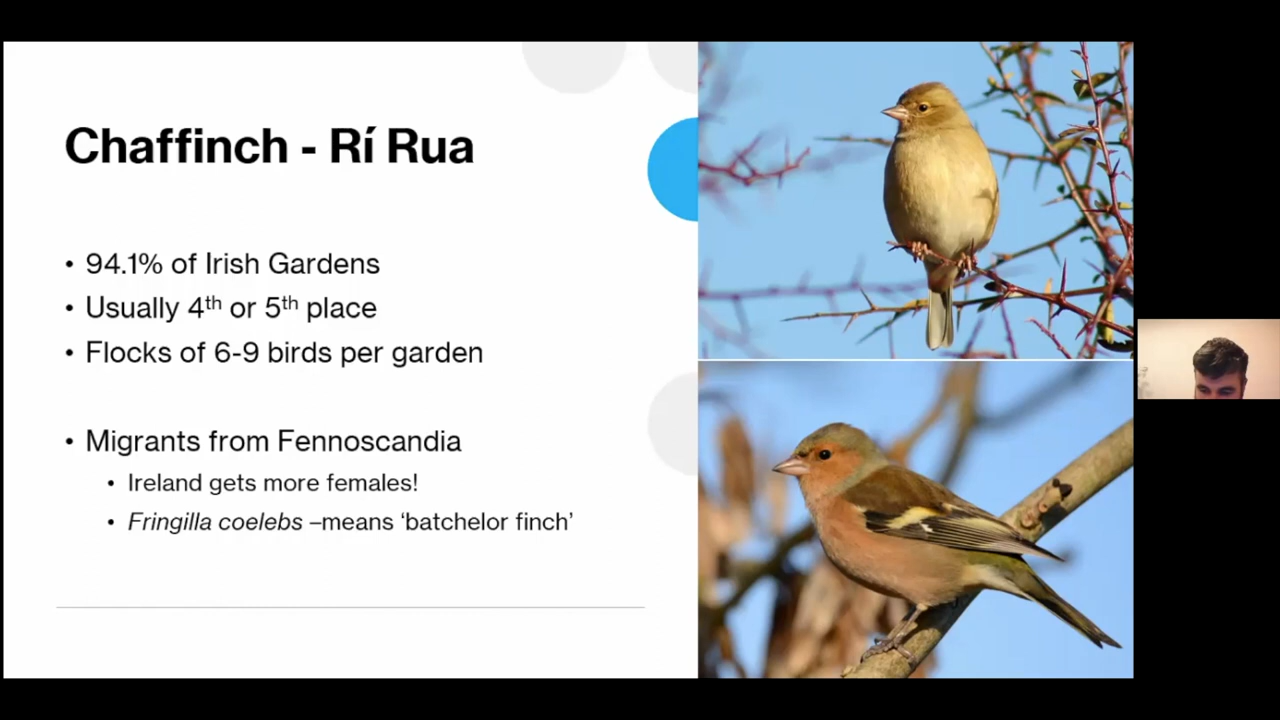 Chaffinch - Rí Rua
• 94.1% of Irish Gardens
• Usually 4th or 5th place
• Flocks of 6-9 birds per garden
• Migrants from Fennoscandia
• Ireland gets more females!
• Fringilla coelebs –means ‘batchelor finch’